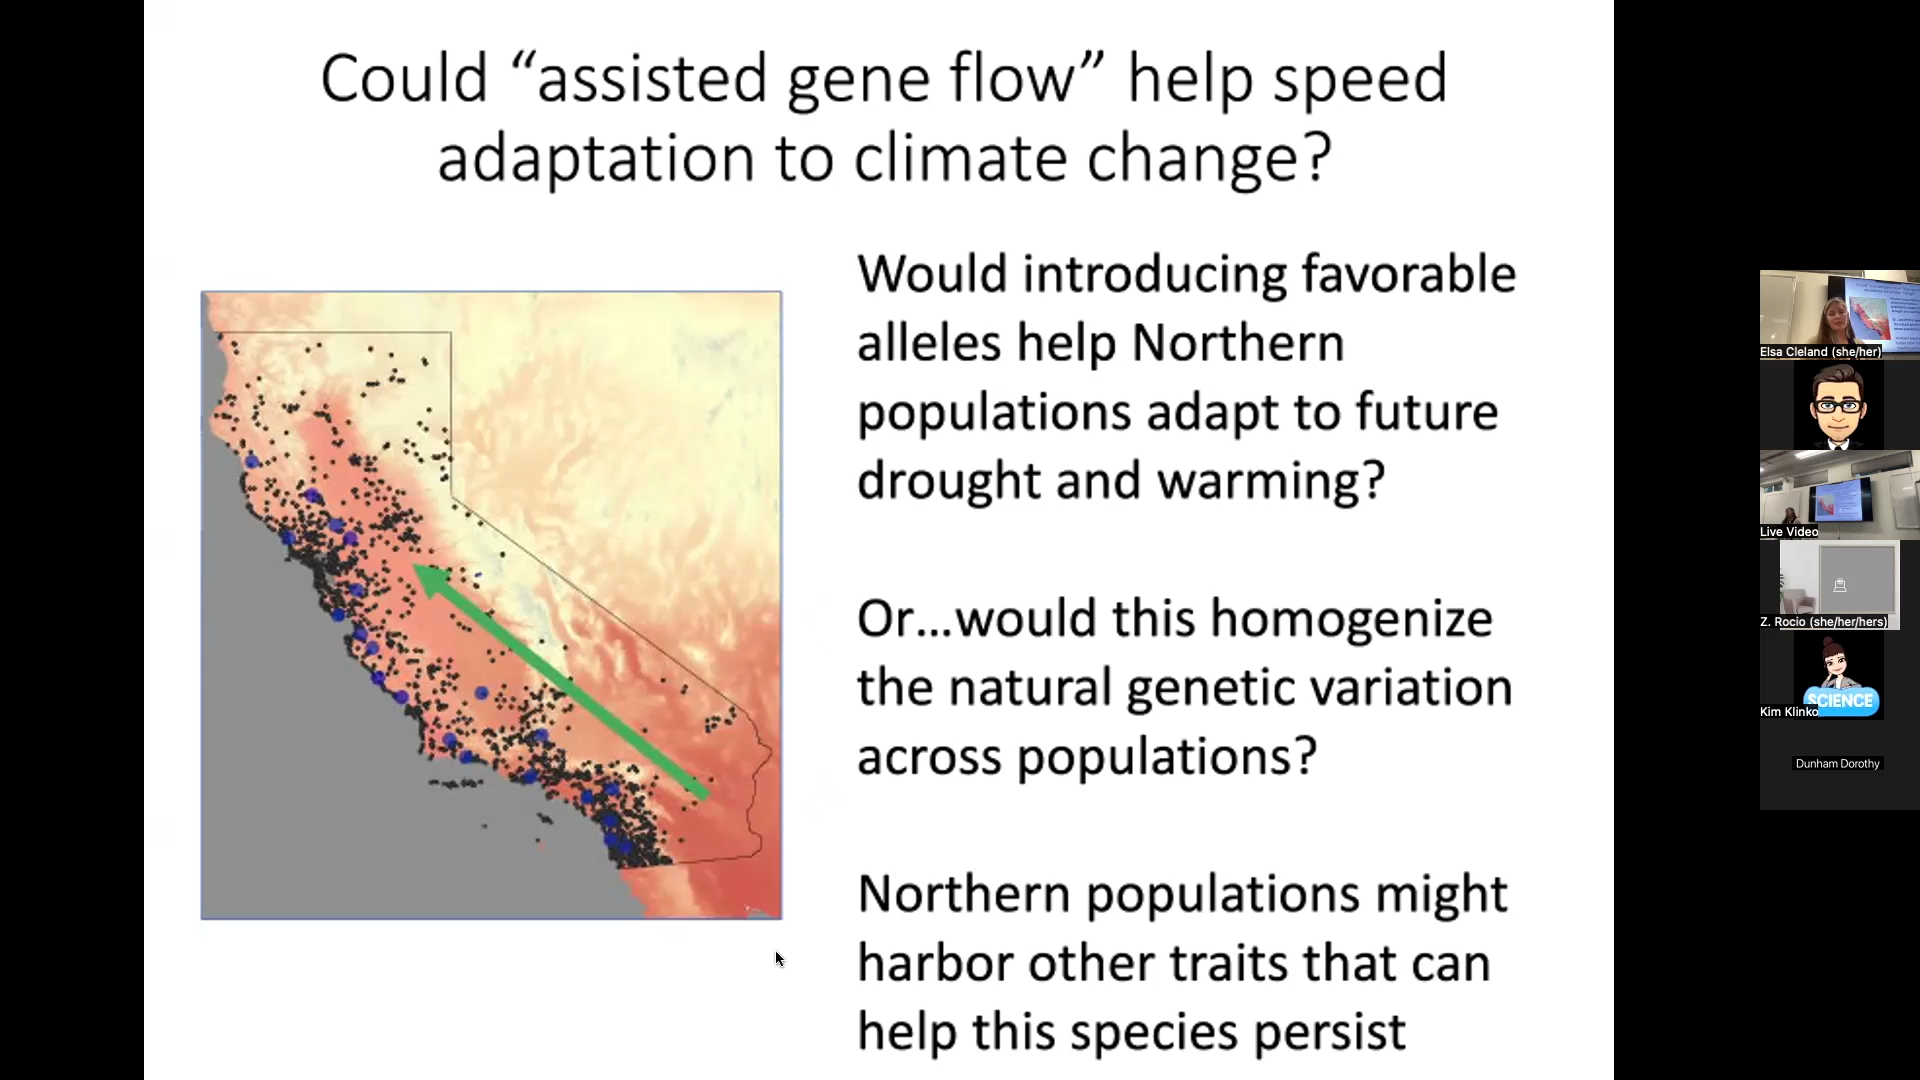 Could “assisted gene flow” help speed
adaptation to climate change?
Would introducing favorable
alleles help Northern
populations adapt to future
drought and warming?
Or...would this homogenize
the natural genetic variation
across populations?
Northern populations might
harbor other traits that can
help this species persist
Elsa Cleland (she/her)
Live Video
Z. Rocio (she/her/hers)
SCIENCE
Kim Klinko
Dunham Dorothy